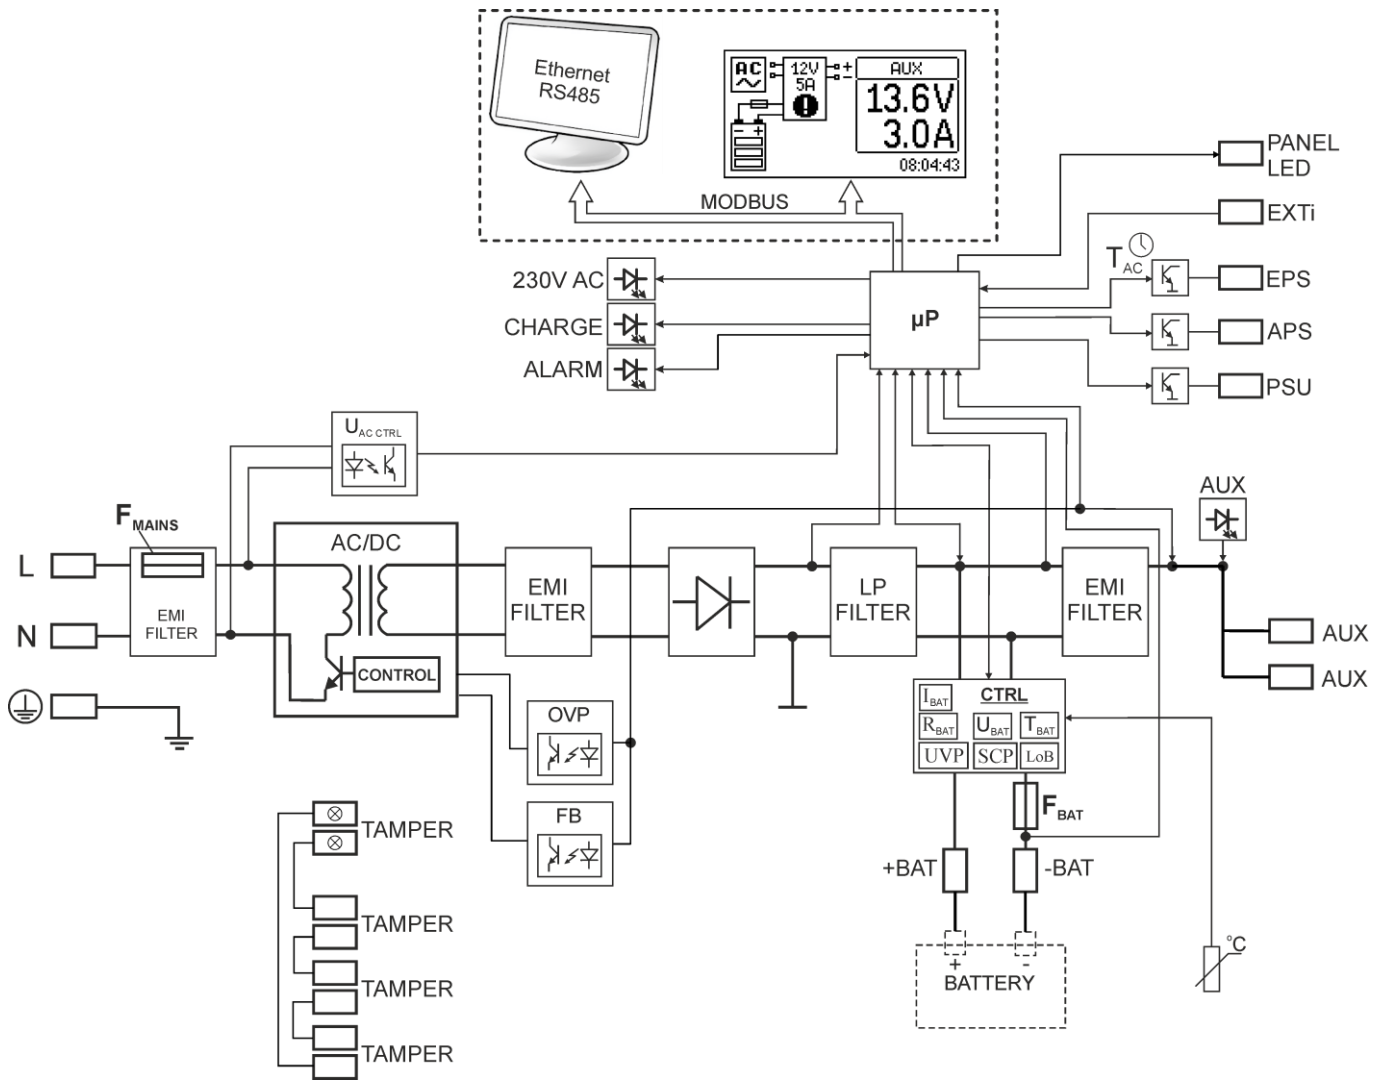 Ethernet
RS485
AC
12V
5A
+
−
− +
AUX
13.6V
3.0A
08:04:43
MODBUS
PANEL
LED
EXTi
T AC
EPS
APS
PSU
230V AC
CHARGE
ALARM
µP
U AC CTRL
F MAINS
L
N
EMI
FILTER
AC/DC
CONTROL
EMI
FILTER
LP
FILTER
EMI
FILTER
AUX
AUX
AUX
OVP
FB
I BAT
CTRL
R BAT
U BAT
T BAT
UVP
SCP
LoB
F BAT
+BAT
-BAT
+
-
BATTERY
°C
TAMPER
TAMPER
TAMPER
TAMPER